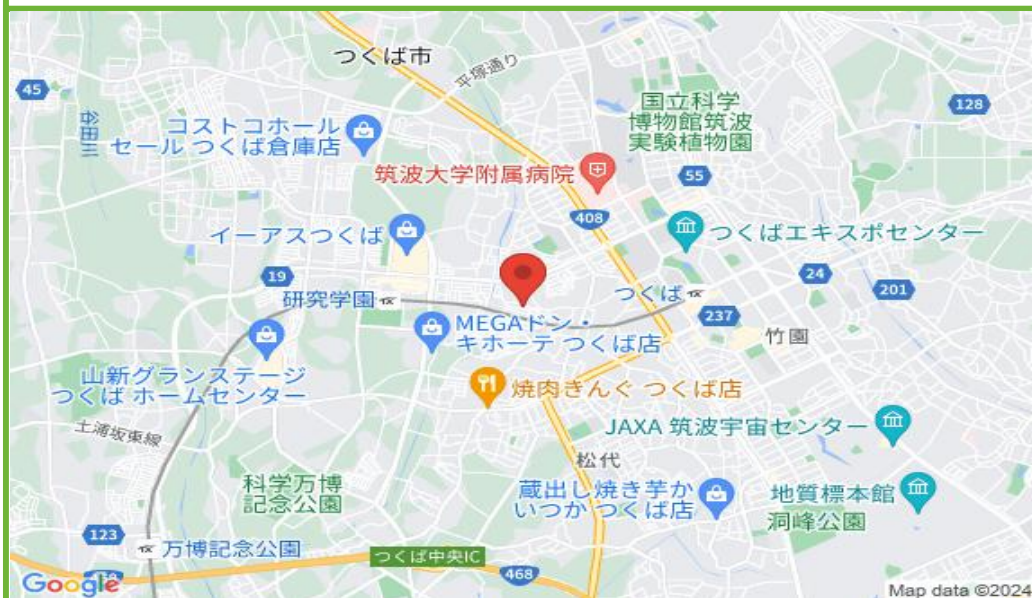 つくば市
平塚通り
45
谷田川
コストコホール
セール つくば倉庫店
国立科学
博物館筑波
実験植物園
128
筑波大学附属病院
55
408
イーアスつくば
つくばエキスポセンター
19
研究学園
つくば
24
201
237
MEGAドン・
キホーテ つくば店
竹園
山新グランステージ
つくば ホームセンター
焼肉きんぐ つくば店
土浦坂東線
JAXA 筑波宇宙センター
松代
科学万博
記念公園
蔵出し焼き芋か
いつか つくば店
地質標本館
洞峰公園
123
万博記念公園
つくば中央IC
468
Google
Map data ©2024